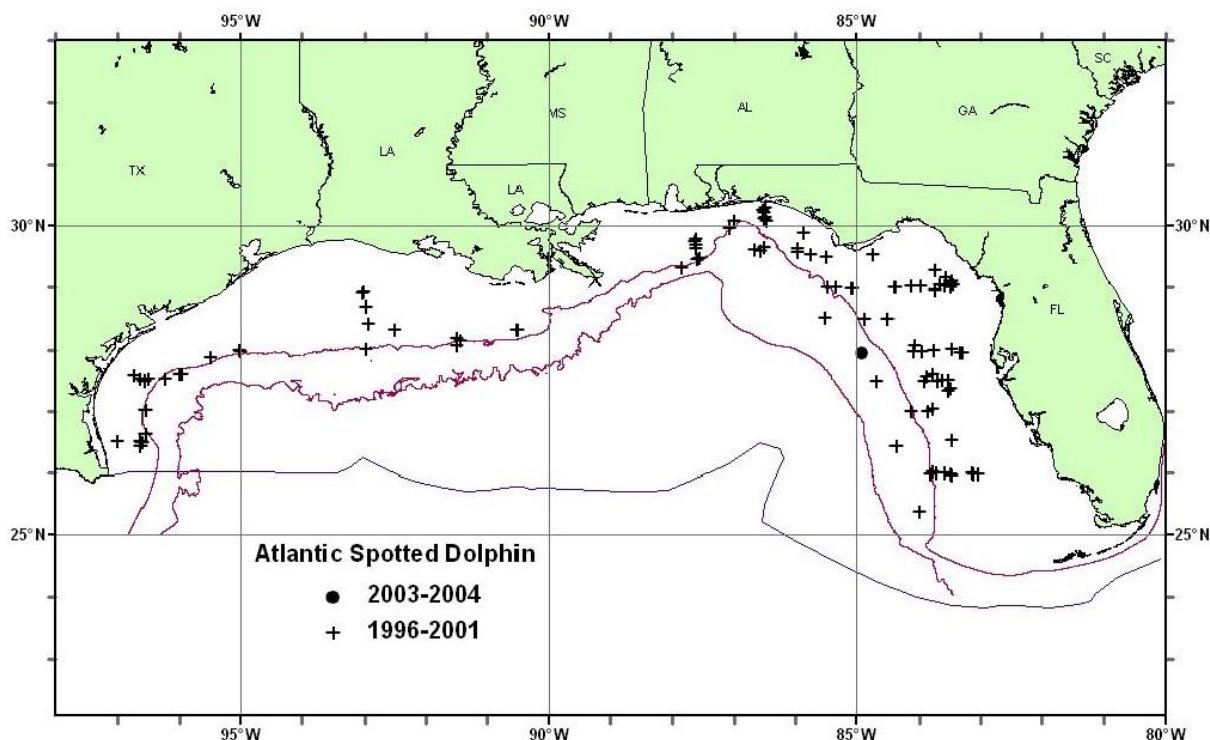 95°W 90°W 85°W
SC
MS AL GA
LA
TX
LA
30°N 30°N
FL
25°N 25°N
Atlantic Spotted Dolphin
2003-2004
1996-2001
95°W 90°W 85°W 80°W